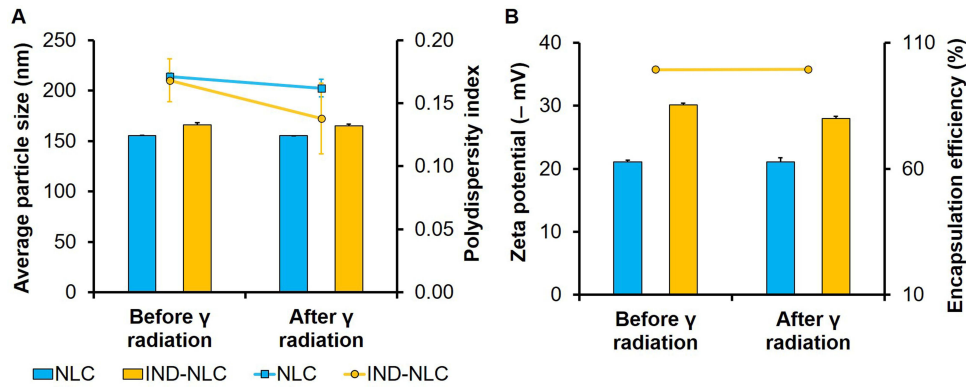 A
Average particle size (nm)
250
200
150
100
50
0
0.20
0.15
0.10
0.05
0.00
Polydispersity index
Before γ
radiation
After γ
radiation
B
Zeta potential (– mV)
40
30
20
10
0
110
60
10
Encapsulation efficiency (%)
Before γ
radiation
After γ
radiation
NLC IND-NLC NLC IND-NLC